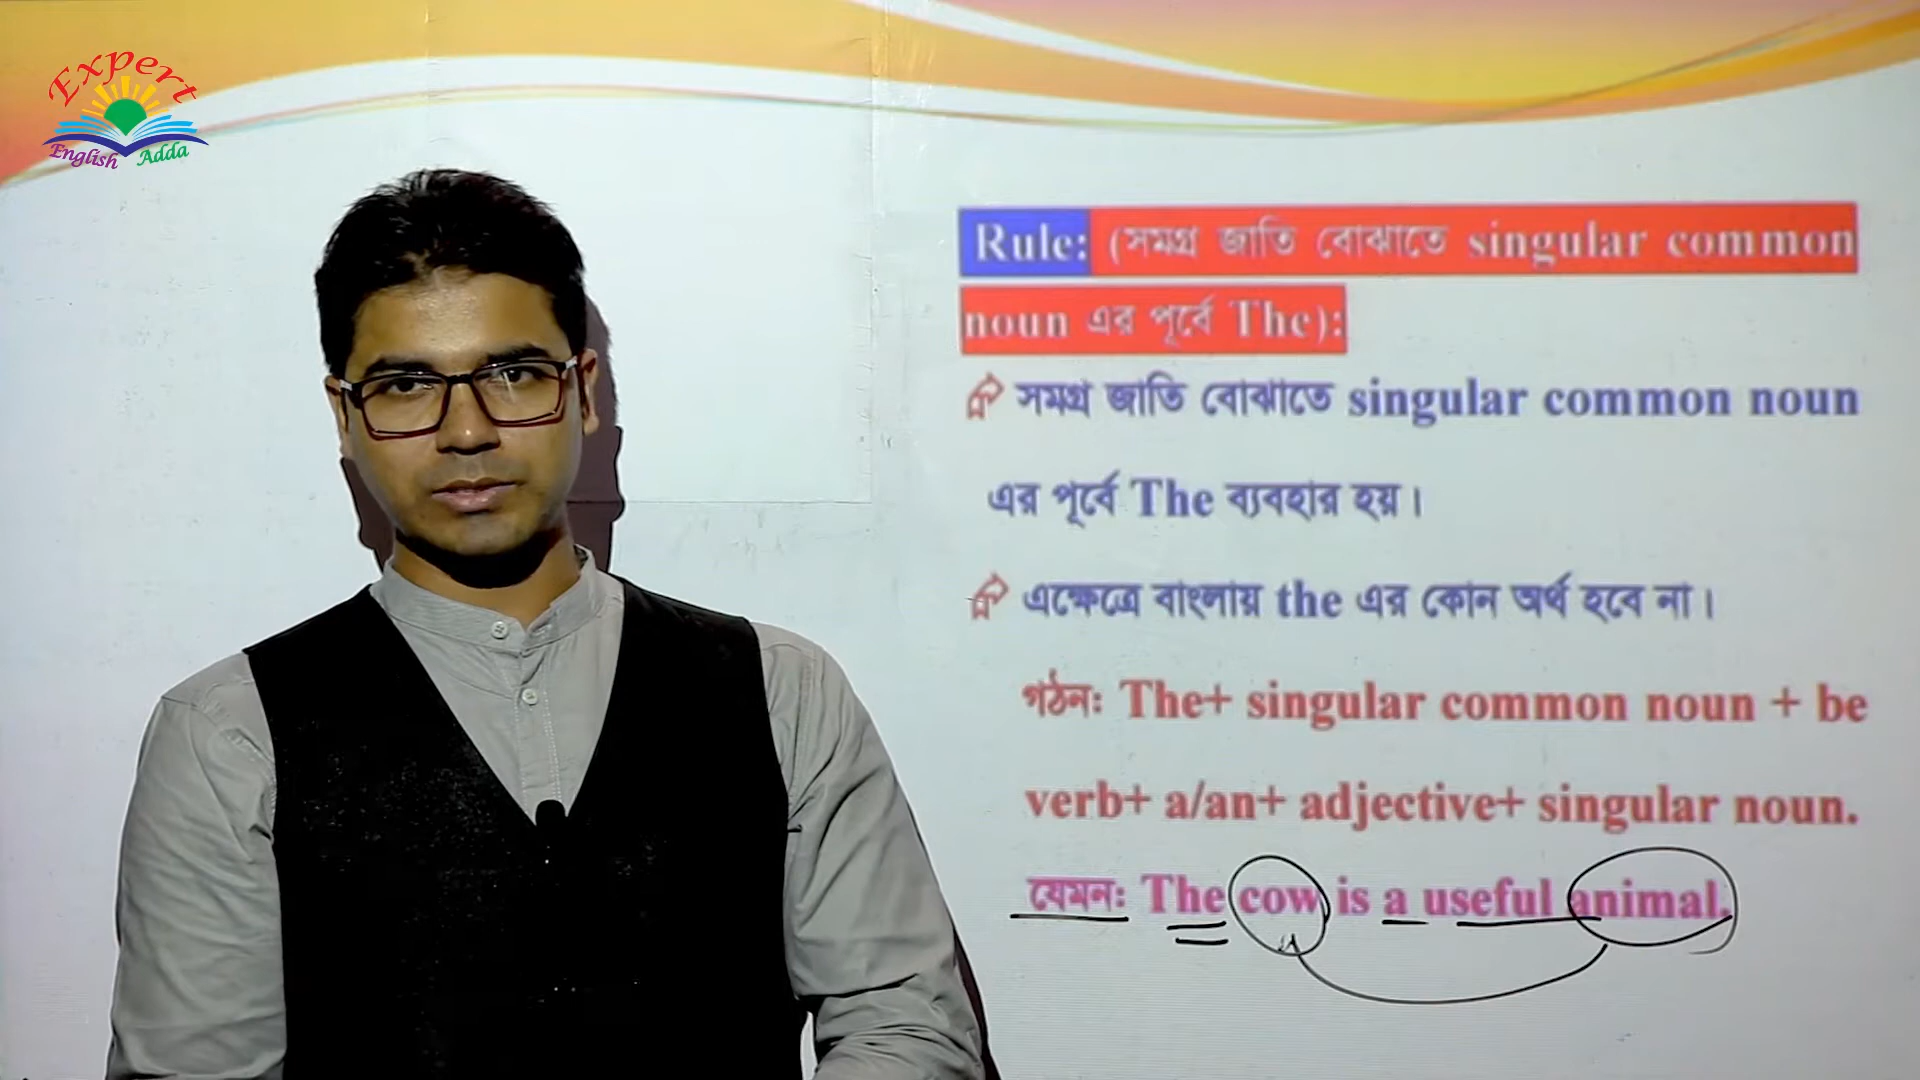 Expert
English Adda
Rule: (সমগ্র জাতি বোঝাতে singular common
noun এর পূর্বে The):
সমগ্র জাতি বোঝাতে singular common noun
এর পূর্বে The ব্যবহার হয়।
এক্ষেত্রে বাংলায় the এর কোন অর্থ হবে না।
গঠন: The+ singular common noun + be
verb+ a/an+ adjective+ singular noun.
যেমন: The cow is a useful animal.